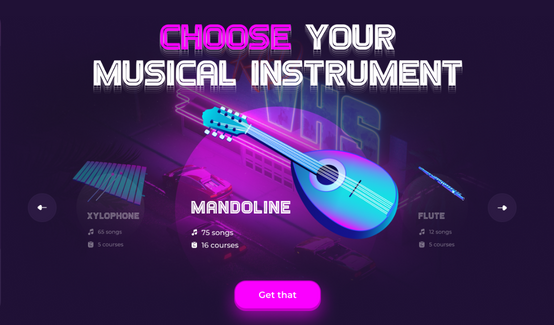 CHOOSE YOUR
MUSICAL INSTRUMENT
VHS
XYLOPHONE
65 songs
5 courses
MANDOLINE
75 songs
16 courses
FLUTE
12 songs
5 courses
Get that